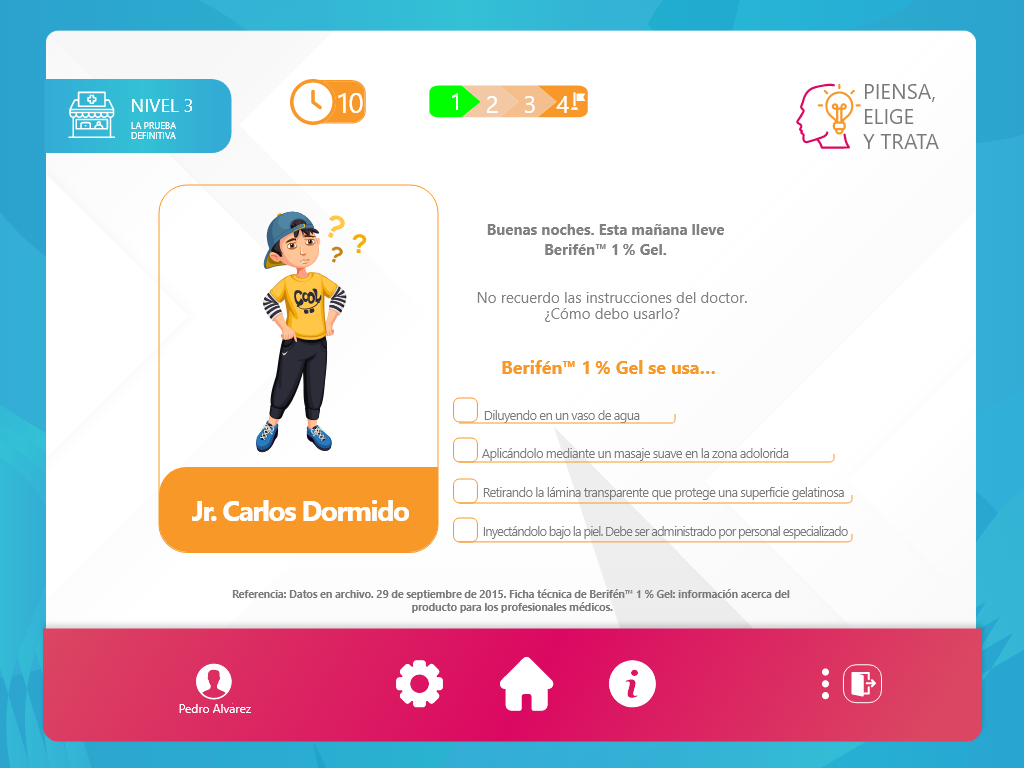 NIVEL 3
LA PRUEBA
DEFINITIVA
10
1 2 3 4
PIENSA,
ELIGE
Y TRATA
? ? ?
COOL
Jr. Carlos Dormido
Buenas noches. Esta mañana lleve
Berifén™ 1 % Gel.
No recuerdo las instrucciones del doctor.
¿Cómo debo usarlo?
Berifén™ 1 % Gel se usa...
Diluyendo en un vaso de agua
Aplicándolo mediante un masaje suave en la zona adolorida
Retirando la lámina transparente que protege una superficie gelatinosa
Inyectándolo bajo la piel. Debe ser administrado por personal especializado
Referencia: Datos en archivo. 29 de septiembre de 2015. Ficha técnica de Berifén™ 1 % Gel: información acerca del
producto para los profesionales médicos.
Pedro Alvarez